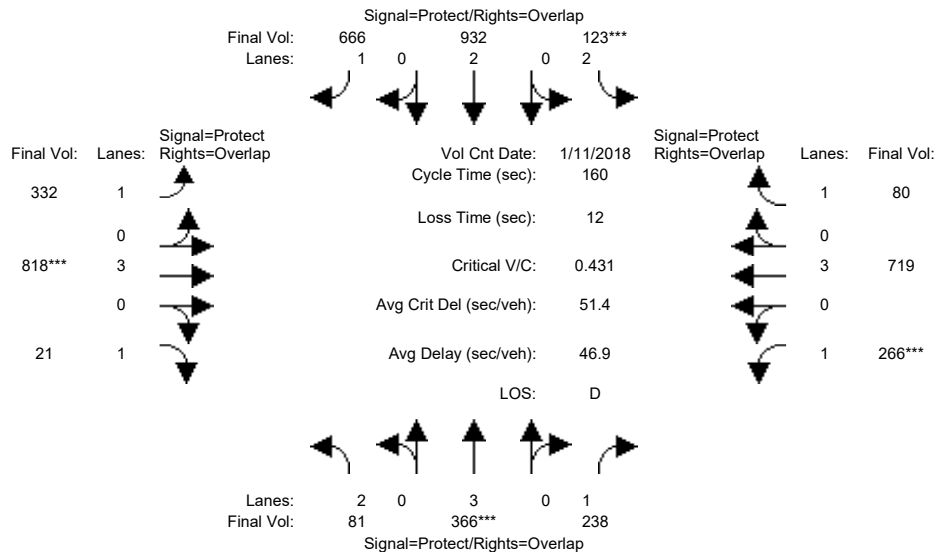 Signal=Protect/Rights=Overlap
Final Vol: 666 932 123***
Lanes: 1 0 2 0 2
Signal=Protect Signal=Protect
Final Vol: Lanes: Rights=Overlap Vol Cnt Date: 1/11/2018 Rights=Overlap Lanes: Final Vol:
Cycle Time (sec): 160
332 1 1 80
Loss Time (sec): 12
0 0
818*** 3 Critical V/C: 0.431 3 719
0 Avg Crit Del (sec/veh): 51.4 0
21 1 Avg Delay (sec/veh): 46.9 1 266***
LOS: D
Lanes: 2 0 3 0 1
Final Vol: 81 366*** 238
Signal=Protect/Rights=Overlap